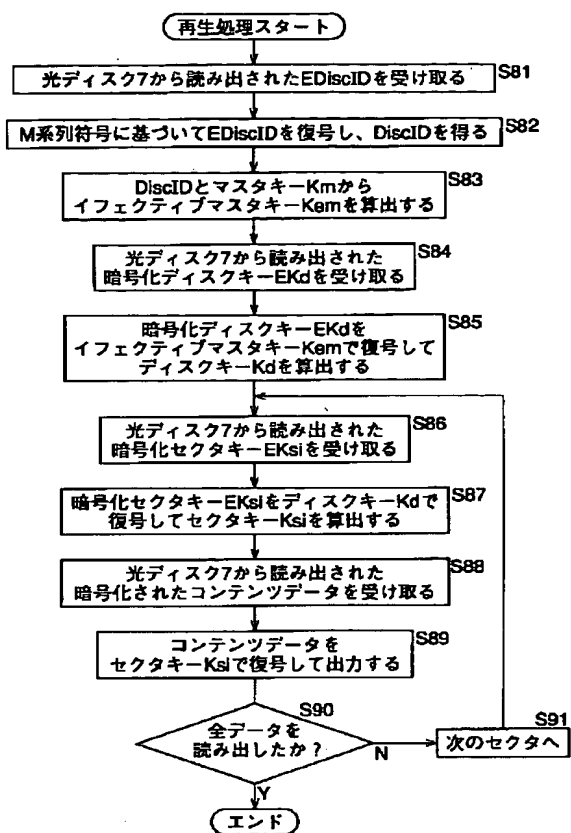 再生処理スタート
光ディスク7から読み出されたEDiscIDを受け取る
S81
M系列符号に基づいてEDiscIDを復号し、DiscIDを得る
S82
DiscIDとマスタキーKmから
イフェクティブマスタキーKemを算出する
S83
光ディスク7から読み出された
暗号化ディスクキーEKdを受け取る
S84
暗号化ディスクキーEKdを
イフェクティブマスタキーKemで復号して
ディスクキーKdを算出する
S85
光ディスク7から読み出された
暗号化セクタキーEKsiを受け取る
S86
暗号化セクタキーEKsiをディスクキーKdで
復号してセクタキーKsiを算出する
S87
光ディスク7から読み出された
暗号化されたコンテンツデータを受け取る
S88
コンテンツデータを
セクタキーKsiで復号して出力する
S89
S90
全データを
読み出したか?
N
S91
次のセクタへ
Y
エンド